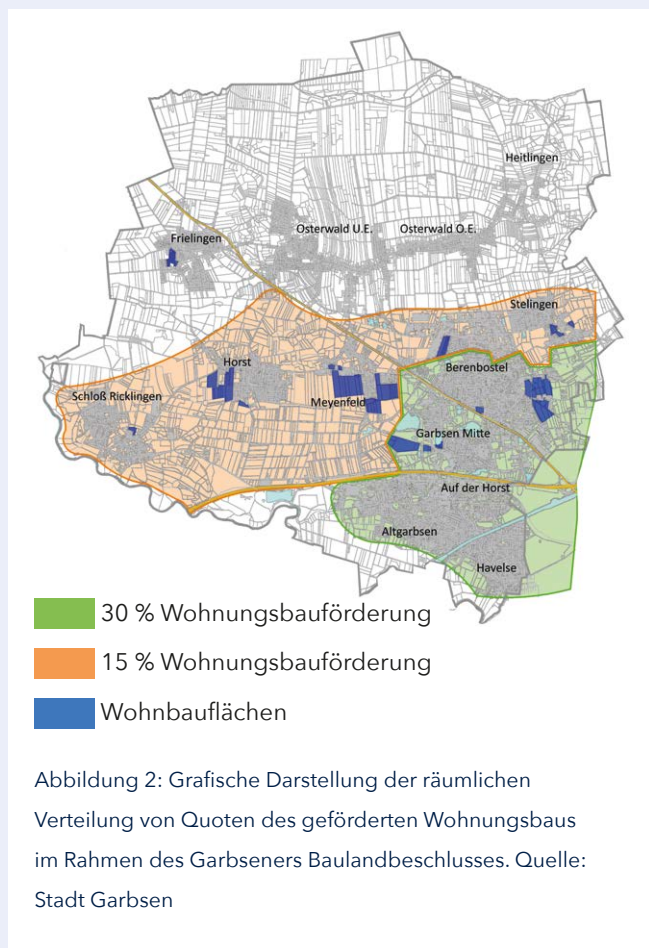 Heitlingen
Osterwald U.E.
Osterwald O.E.
Frielingen
Stelingen
Horst
Berenbostel
Schloß Ricklingen
Meyenfeld
Garbsen Mitte
Auf der Horst
Altgarbsen
Havelse
30 % Wohnungsbauförderung
15 % Wohnungsbauförderung
Wohnbauflächen
Abbildung 2: Grafische Darstellung der räumlichen
Verteilung von Quoten des geförderten Wohnungsbaus
im Rahmen des Garbseners Baulandbeschlusses. Quelle:
Stadt Garbsen